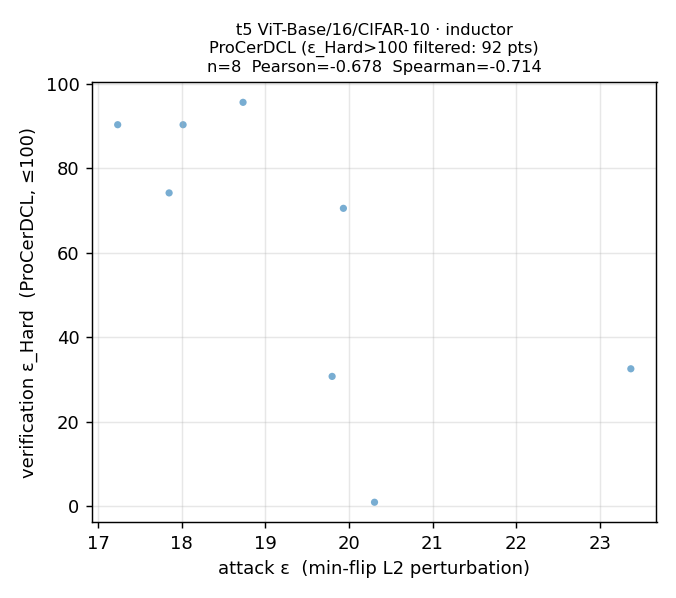 t5 ViT-Base/16/CIFAR-10 · inductor
ProCerDCL (ε_Hard>100 filtered: 92 pts)
n=8  Pearson=-0.678  Spearman=-0.714
verification ε_Hard  (ProCerDCL, ≤100)
100
80
60
40
20
0
17 18 19 20 21 22 23
attack ε  (min-flip L2 perturbation)